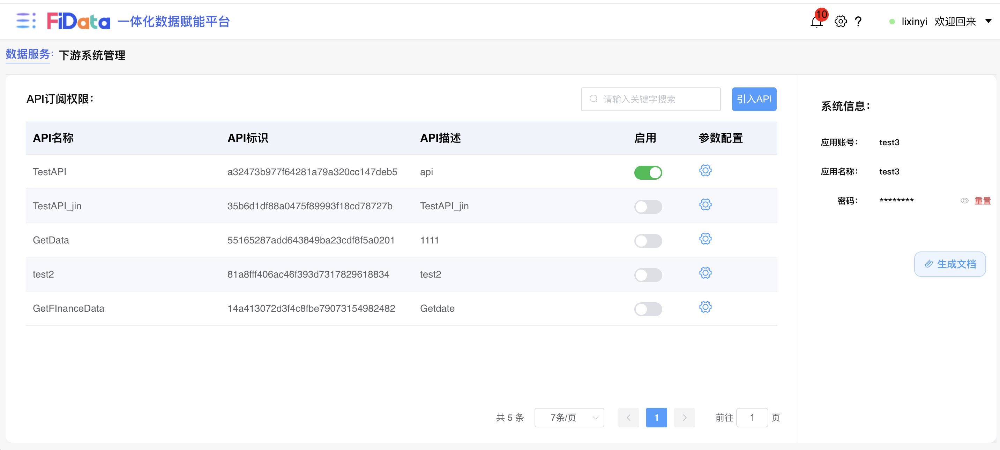 FiData 一体化数据赋能平台
10
?
lixinyi 欢迎回来
数据服务: 下游系统管理
API订阅权限:
请输入关键字搜索
引入API
API名称 API标识 API描述 启用 参数配置
TestAPI a32473b977f64281a79a320cc147deb5 api
TestAPI_jin 35b6d1df88a0475f89993f18cd78727b TestAPI_jin
GetData 55165287add643849ba23cdf8f5a0201 1111
test2 81a8fff406ac46f393d7317829618834 test2
GetFInanceData 14a413072d3f4c8fbe79073154982482 Getdate
共 5 条 7条/页 1 前往 1 页
系统信息:
应用账号: test3
应用名称: test3
密码: ******** 重置
生成文档